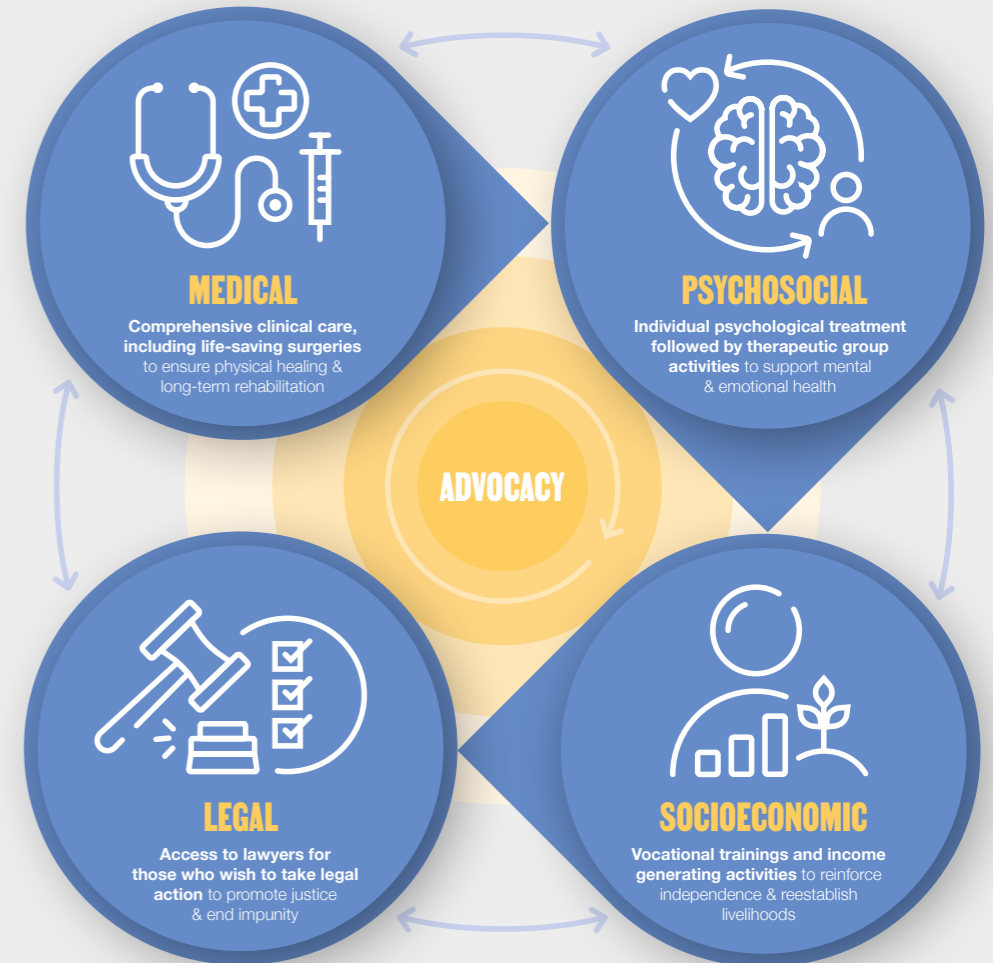 MEDICAL
Comprehensive clinical care,
including life-saving surgeries
to ensure physical healing &
long-term rehabilitation
PSYCHOSOCIAL
Individual psychological treatment
followed by therapeutic group
activities to support mental
& emotional health
ADVOCACY
LEGAL
Access to lawyers for
those who wish to take legal
action to promote justice
& end impunity
SOCIOECONOMIC
Vocational trainings and income
generating activities to reinforce
independence & reestablish
livelihoods